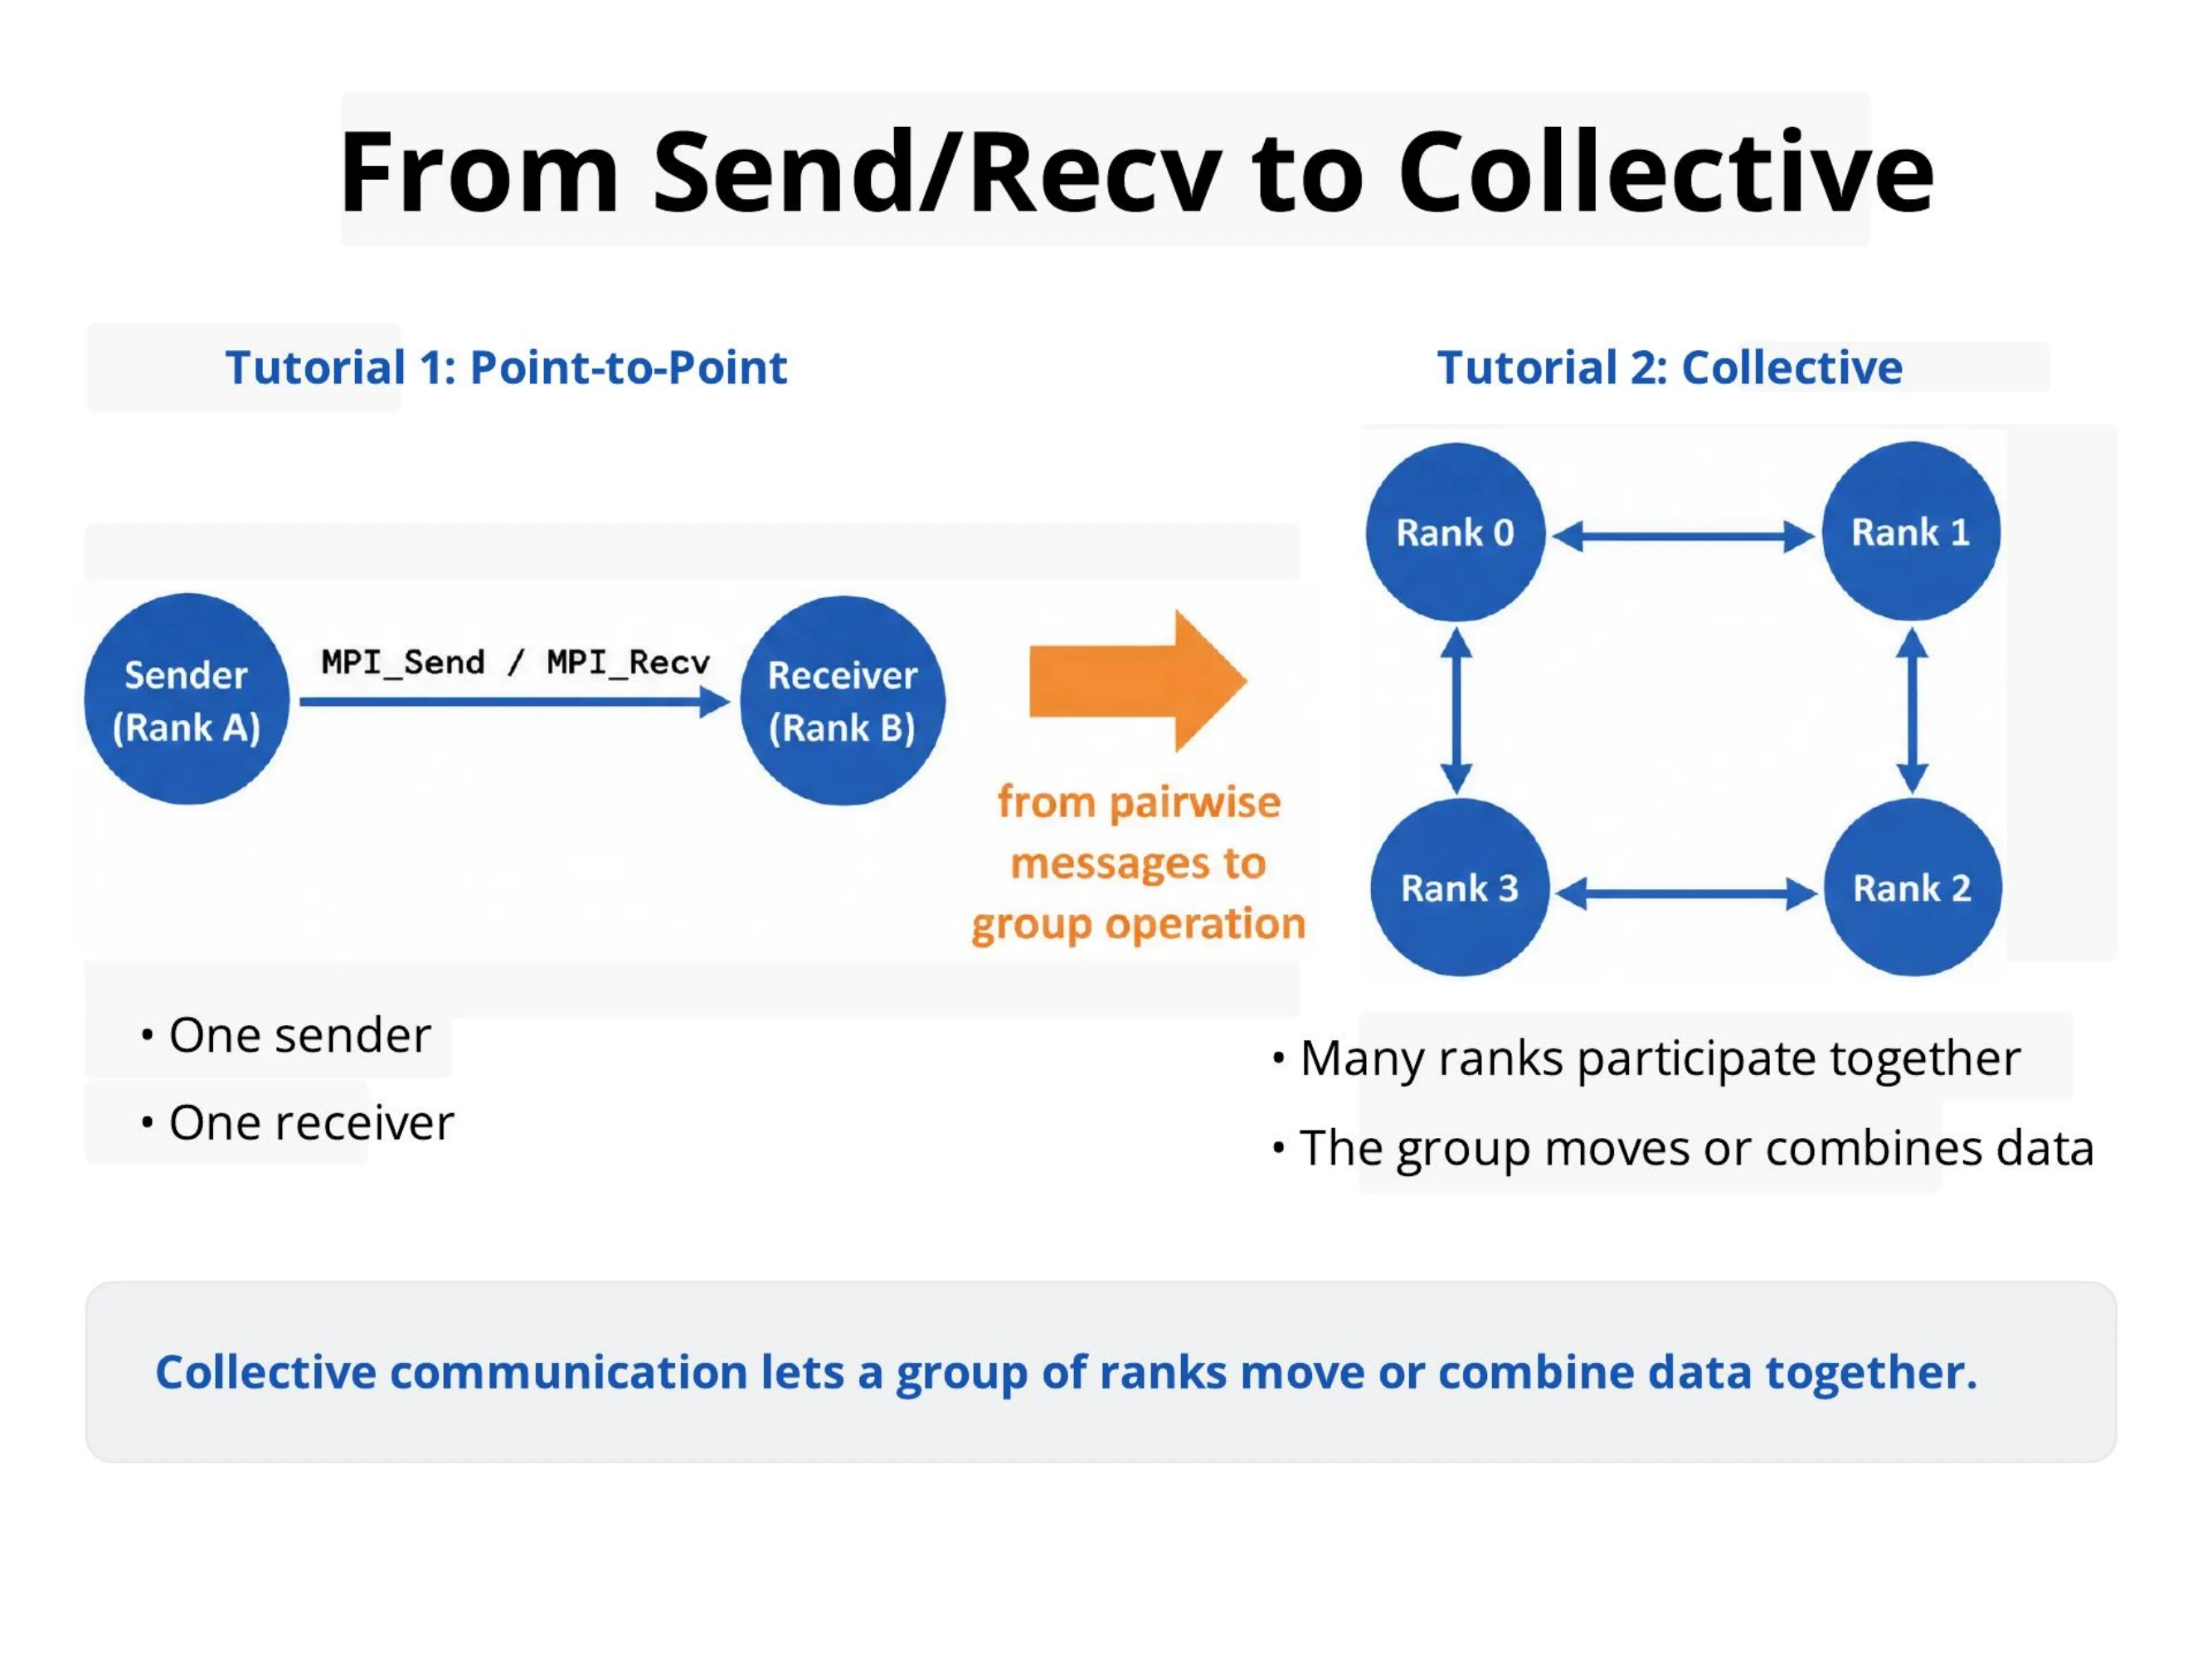 From Send/Recv to Collective
Tutorial 1: Point-to-Point
Sender
(Rank A)
MPI_Send / MPI_Recv
Receiver
(Rank B)
from pairwise
messages to
group operation
• One sender
• One receiver
Tutorial 2: Collective
Rank 0
Rank 1
Rank 3
Rank 2
• Many ranks participate together
• The group moves or combines data
Collective communication lets a group of ranks move or combine data together.